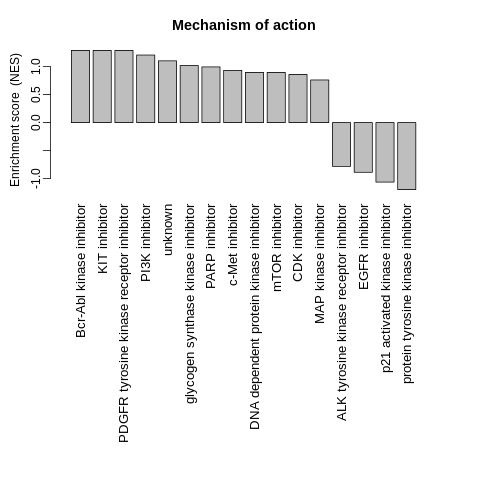 Mechanism of action
Enrichment score  (NES)
1.0
0.5
0.0
-1.0
Bcr-Abl kinase inhibitor
KIT inhibitor
PDGFR tyrosine kinase receptor inhibitor
PI3K inhibitor
unknown
glycogen synthase kinase inhibitor
PARP inhibitor
c-Met inhibitor
DNA dependent protein kinase inhibitor
mTOR inhibitor
CDK inhibitor
MAP kinase inhibitor
ALK tyrosine kinase receptor inhibitor
EGFR inhibitor
p21 activated kinase inhibitor
protein tyrosine kinase inhibitor